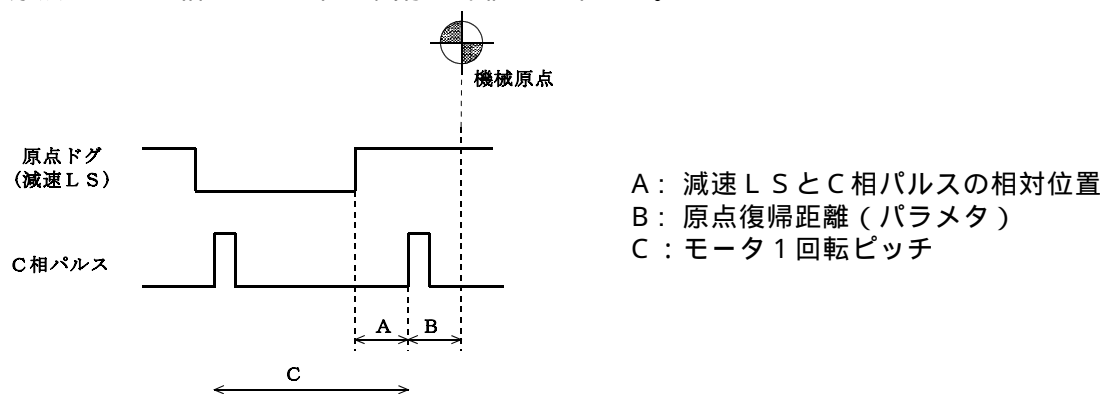 機械原点
原点ドグ
(減速LS)
C相パルス
A
B
C
A: 減速LSとC相パルスの相対位置
B: 原点復帰距離(パラメタ)
C:モータ1回転ピッチ